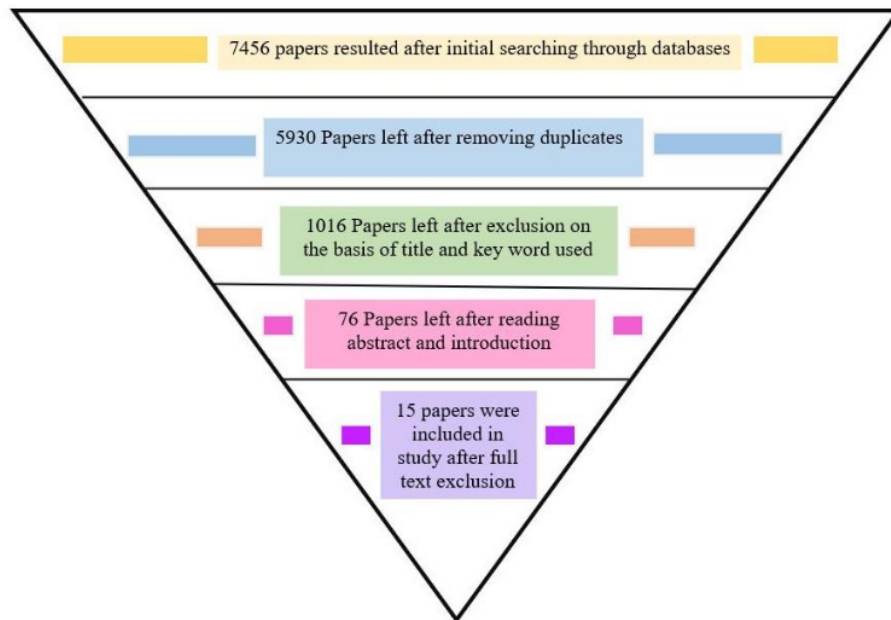 7456 papers resulted after initial searching through databases
5930 Papers left after removing duplicates
1016 Papers left after exclusion on
the basis of title and key word used
76 Papers left after reading
abstract and introduction
15 papers were
included in
study after full
text exclusion